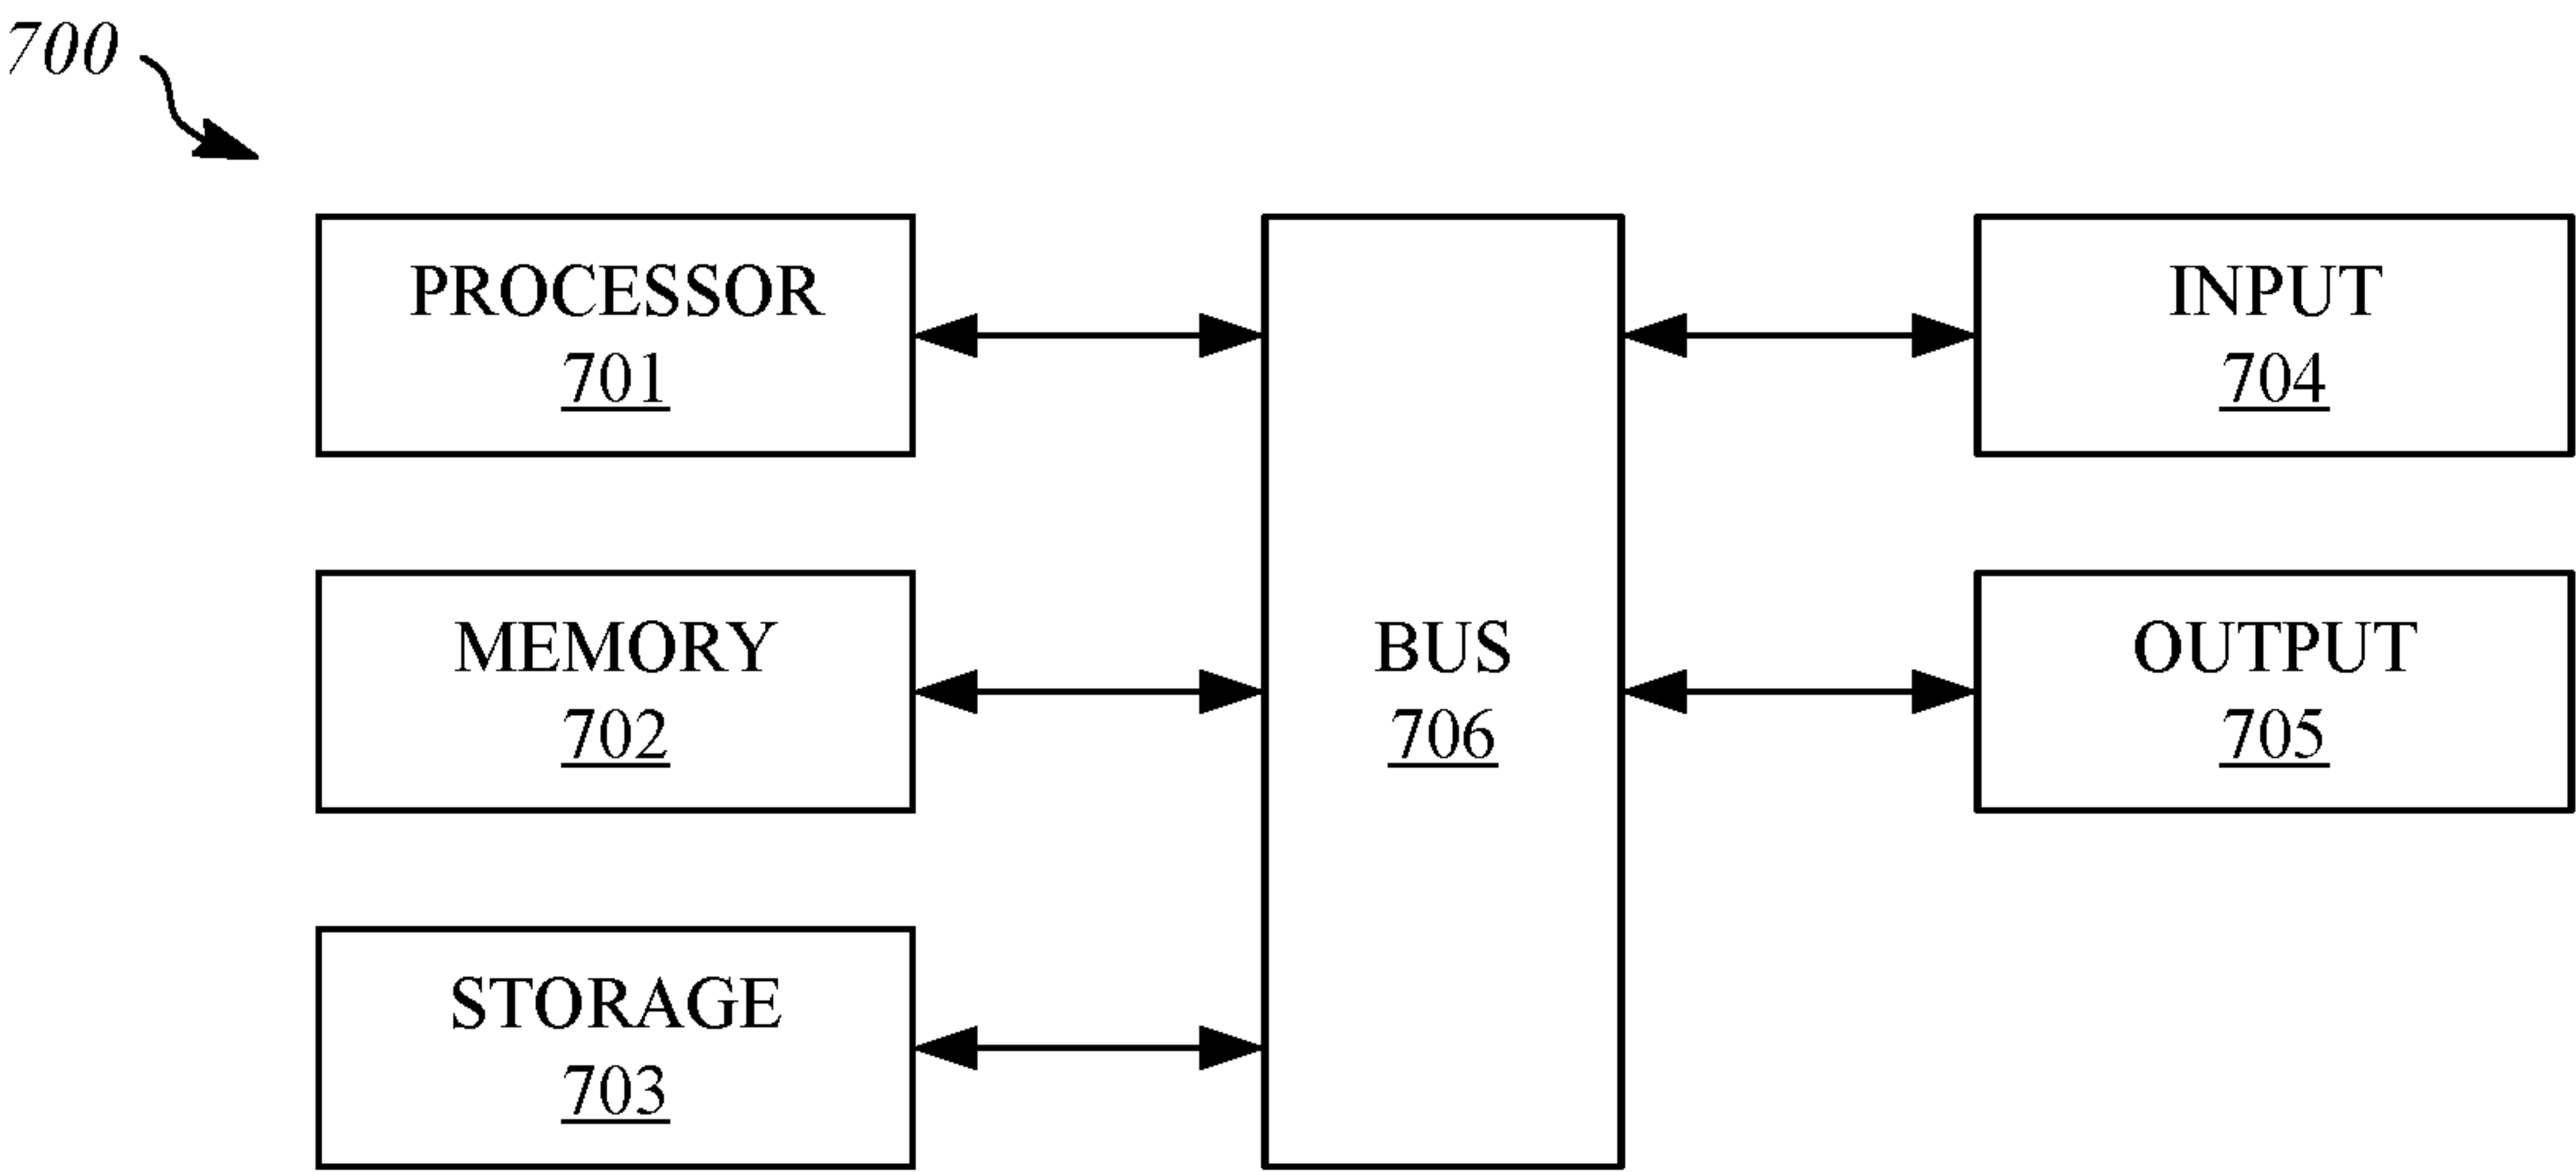 700
PROCESSOR
701
MEMORY
702
STORAGE
703
BUS
706
INPUT
704
OUTPUT
705